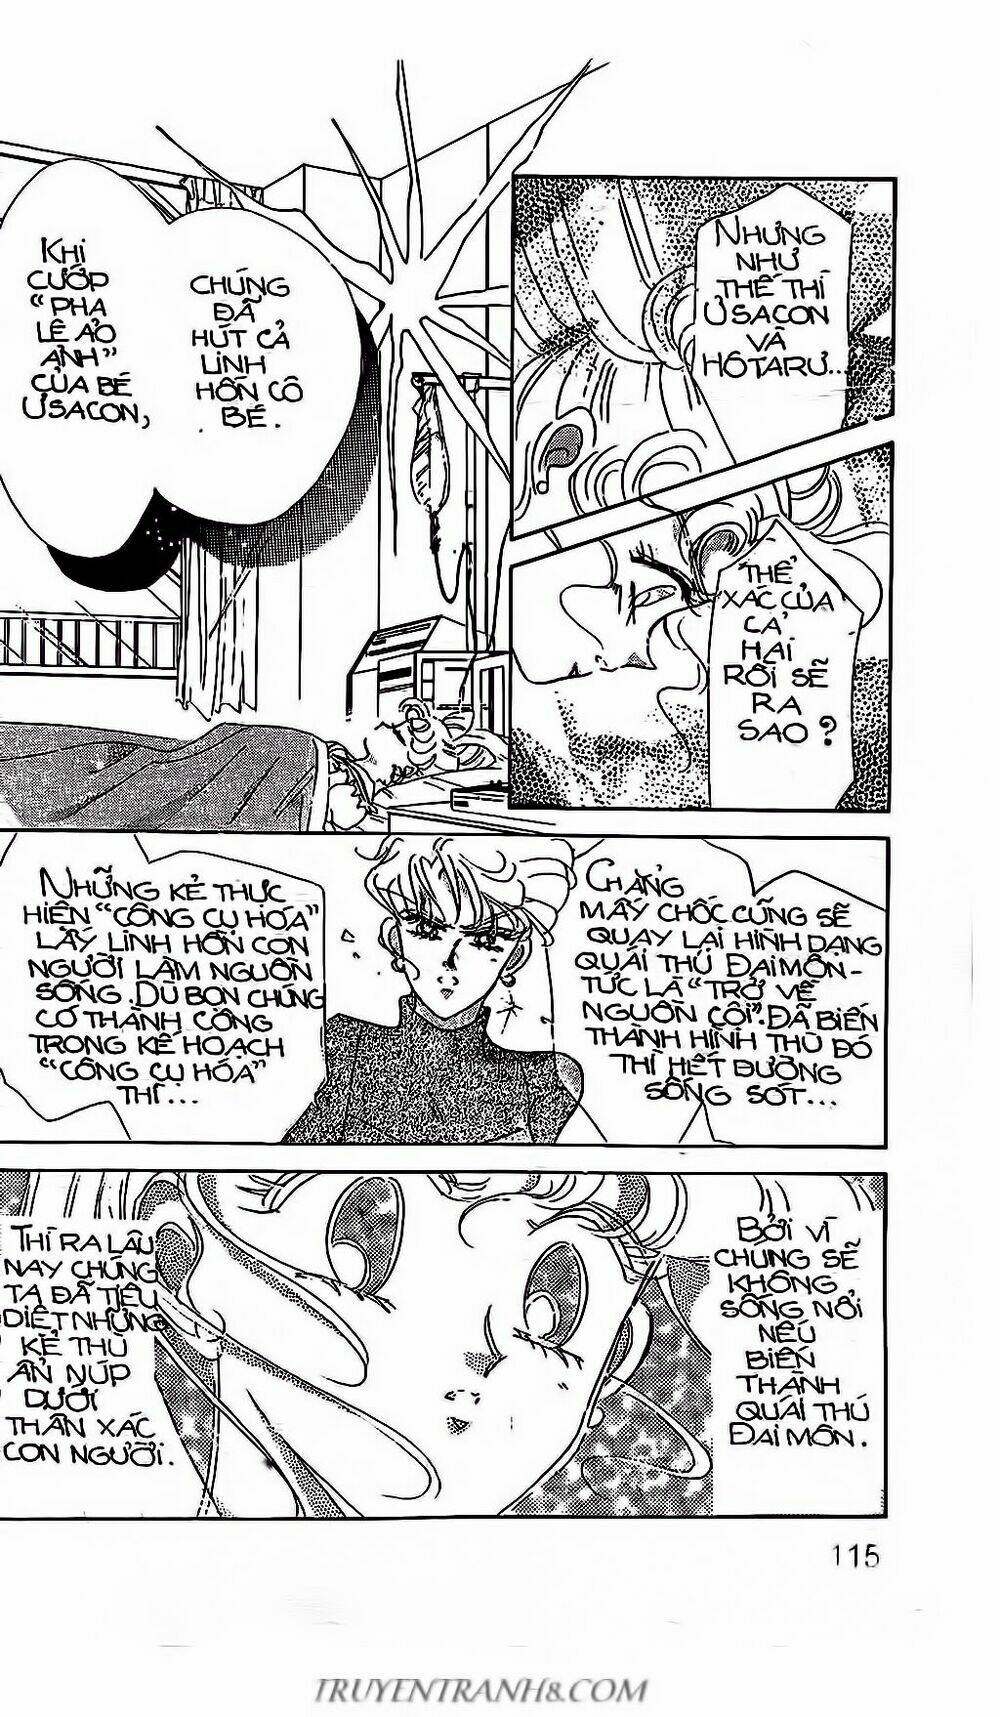 NHƯNG
NHƯ
THẾ THÌ
ƯSACON
VÀ
HÔTARƯ...
THỂ
XÁC CỦA
CẢ
HAI
RỒI SẼ
RA
SAO?
KHI
CƯỚP
"PHA
LÊ ẢO
ẢNH"
CỦA BÉ
ƯSACON,
CHÚNG
ĐÃ
HÚT CẢ
LINH
HỒN CÔ
BÉ.
CHẲNG
MẤY CHỐC CŨNG SẼ
QUAY LẠI HÌNH DẠNG
QUÁI THÚ ĐAIMÔN-
TỨC LÀ "TRỞ VỀ
NGUỒN CỘI". ĐÃ BIẾN
THÀNH HÌNH THÙ ĐÓ
THÌ HẾT ĐƯỜNG
SỐNG SÓT...
NHỮNG KẺ THỰC
HIỆN "CÔNG CỤ HÓA"
LẤY LINH HỒN CON
NGƯỜI LÀM NGUỒN
SỐNG. DÙ BỌN CHÚNG
CÓ THÀNH CÔNG
TRONG KẾ HOẠCH
"CÔNG CỤ HÓA"
THÌ...
BỞI VÌ
CHÚNG SẼ
KHÔNG
SỐNG NỔI
NẾU
BIẾN
THÀNH
QUÁI THÚ
ĐAIMÔN.
THÌ RA LÂU
NAY CHÚNG
TA ĐÃ TIÊU
DIỆT NHỮNG
KẺ THÙ
ẨN NÚP
DƯỚI
THÂN XÁC
CON NGƯỜI.
115
TRUYENTRANH8.COM